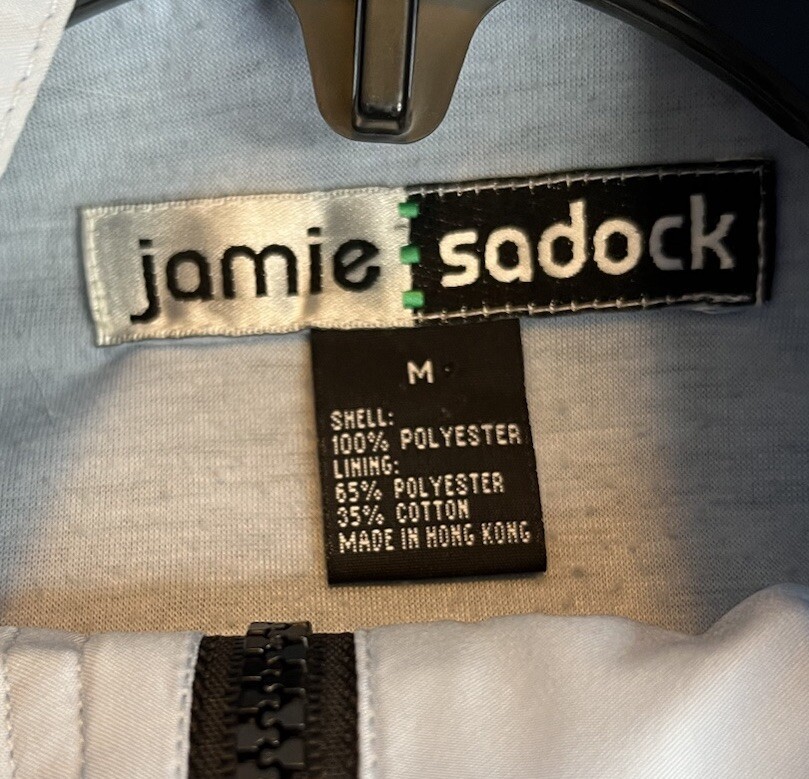 jamie sadock
M
SHELL:
100% POLYESTER
LINING:
65% POLYESTER
35% COTTON
MADE IN HONG KONG